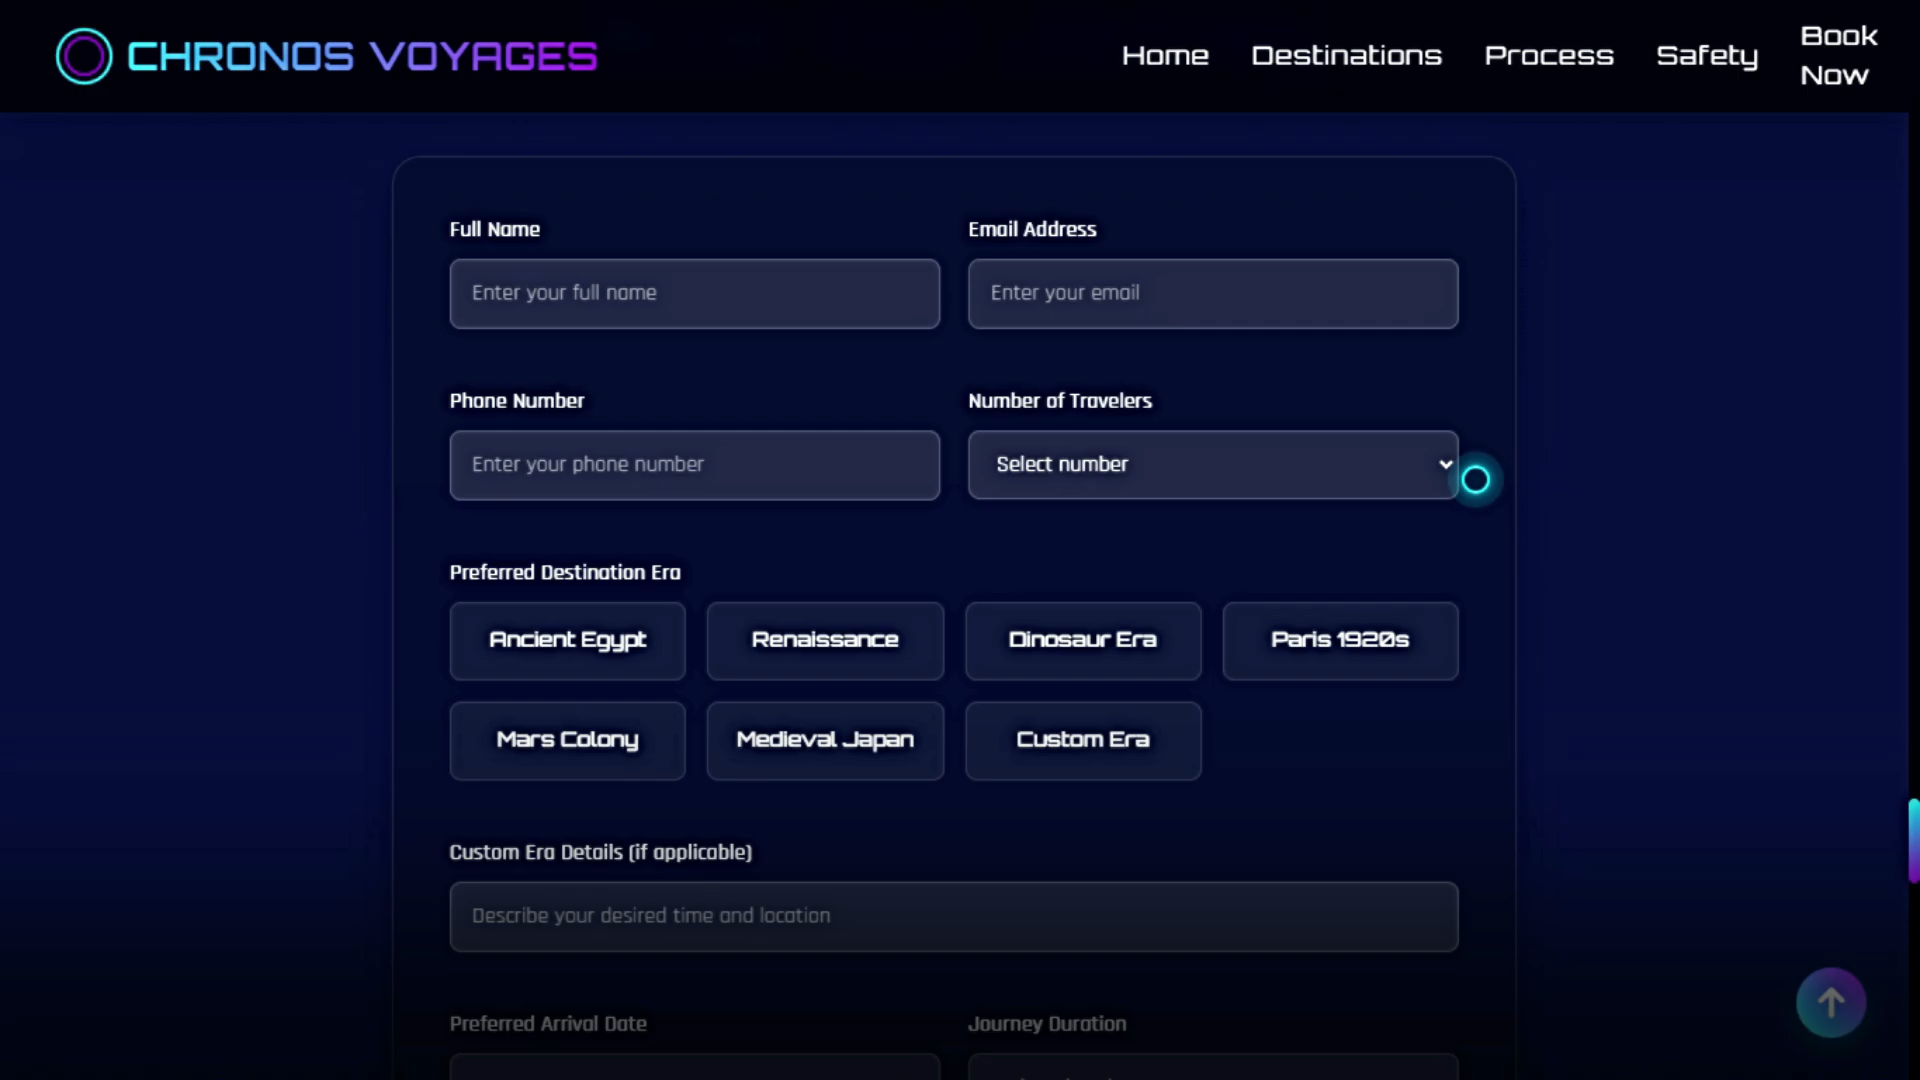 CHRONOS VOYAGES
Home Destinations Process Safety Book Now
Full Name Email Address
Enter your full name Enter your email
Phone Number Number of Travelers
Enter your phone number Select number
Preferred Destination Era
Ancient Egypt Renaissance Dinosaur Era Paris 1920s
Mars Colony Medieval Japan Custom Era
Custom Era Details (if applicable)
Describe your desired time and location
Preferred Arrival Date Journey Duration